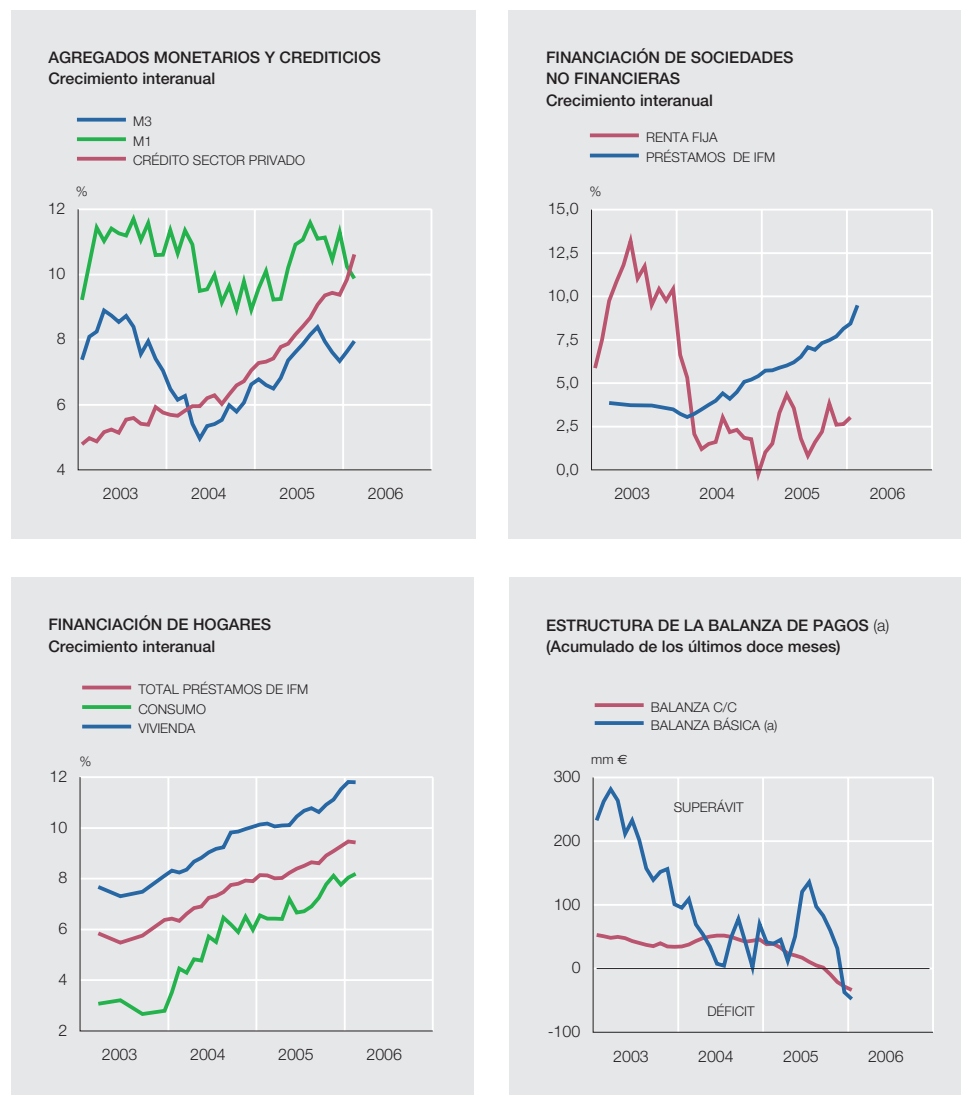 AGREGADOS MONETARIOS Y CREDITICIOS
Crecimiento interanual
M3
M1
CRÉDITO SECTOR PRIVADO
%
12
10
8
6
4
2003 2004 2005 2006
FINANCIACIÓN DE SOCIEDADES
NO FINANCIERAS
Crecimiento interanual
RENTA FIJA
PRÉSTAMOS DE IFM
%
15,0
12,5
10,0
7,5
5,0
2,5
0,0
2003 2004 2005 2006
FINANCIACIÓN DE HOGARES
Crecimiento interanual
TOTAL PRÉSTAMOS DE IFM
CONSUMO
VIVIENDA
%
12
10
8
6
4
2
2003 2004 2005 2006
ESTRUCTURA DE LA BALANZA DE PAGOS (a)
(Acumulado de los últimos doce meses)
BALANZA C/C
BALANZA BÁSICA (a)
mm €
300
SUPERÁVIT
200
100
0
DÉFICIT
-100
2003 2004 2005 2006